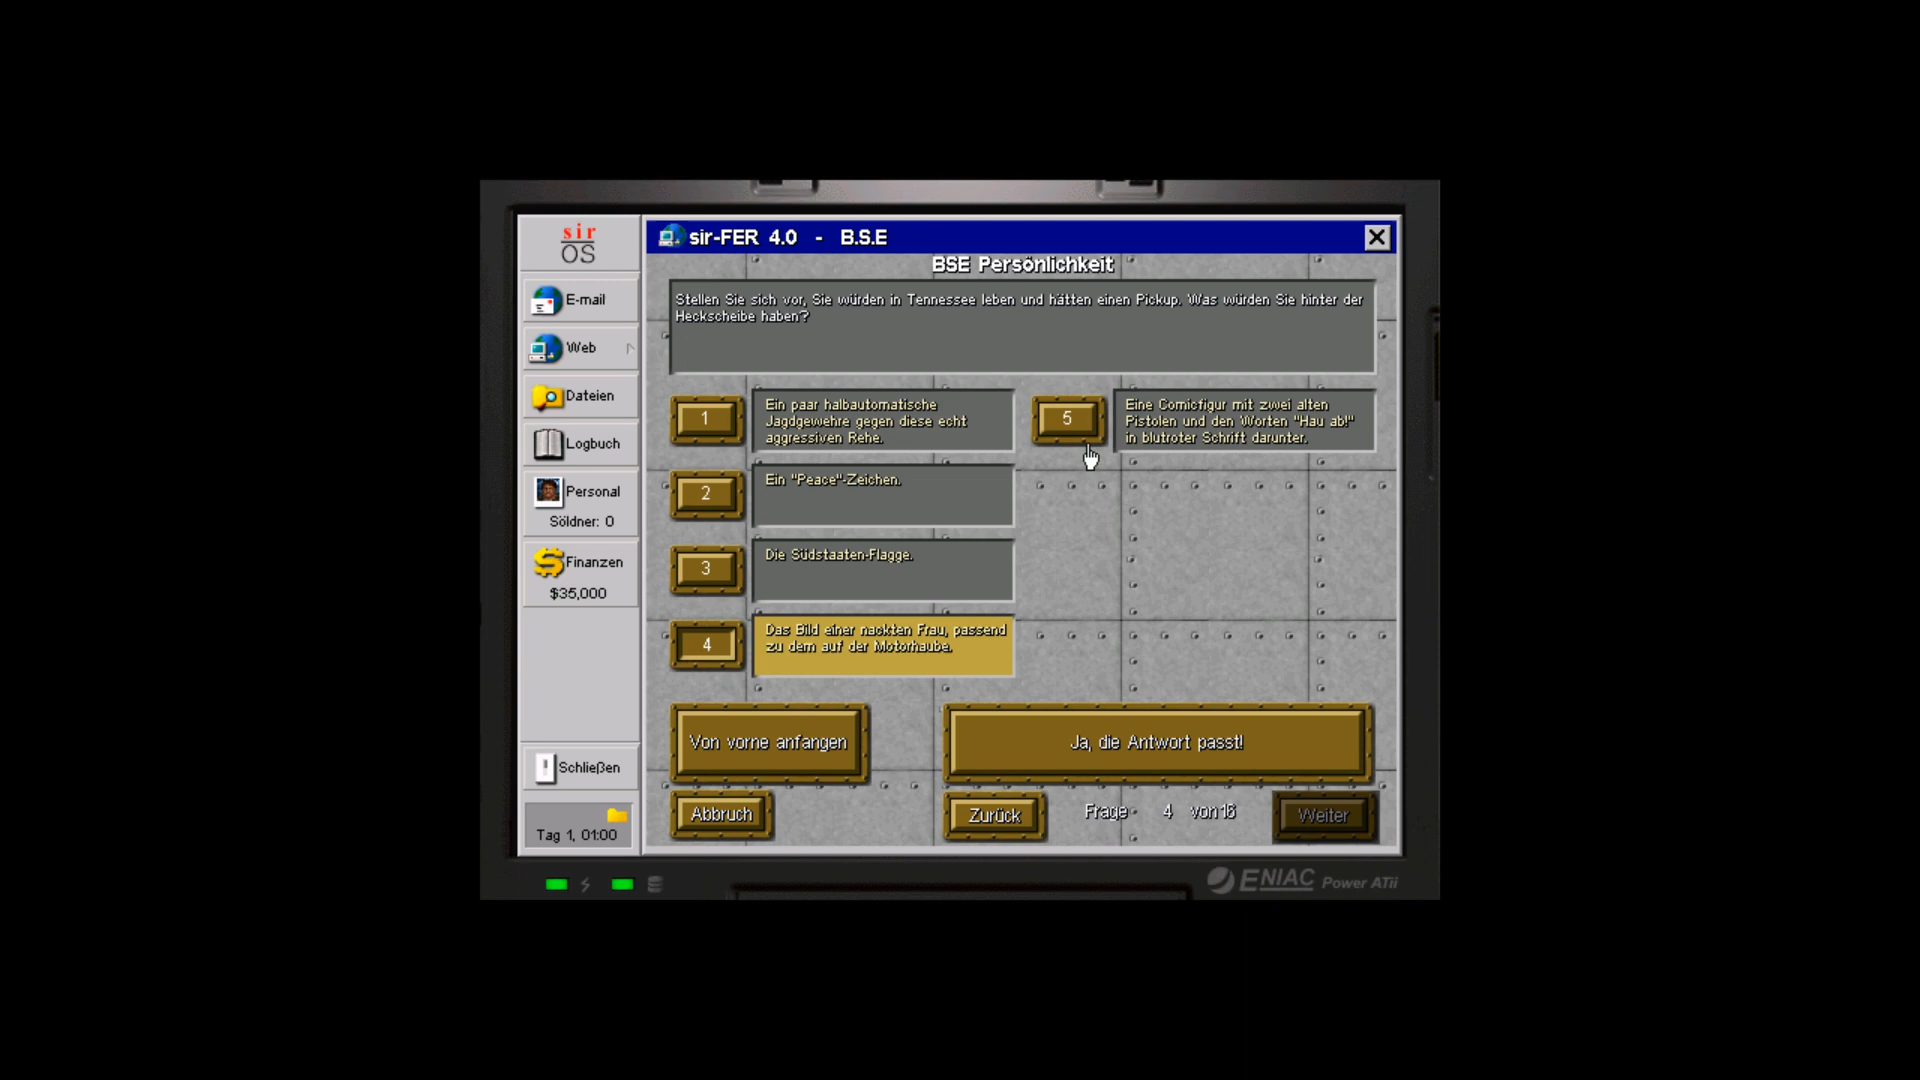 sir
OS
E-mail
Web
Dateien
Logbuch
Personal
Söldner: 0
Finanzen
$35,000
Schließen
Tag 1, 01:00
sir-FER 4.0 - B.S.E
BSE Persönlichkeit
Stellen Sie sich vor, Sie würden in Tennessee leben und hätten einen Pickup. Was würden Sie hinter der
Heckscheibe haben?
1
Ein paar halbautomatische
Jagdgewehre gegen diese echt
aggressiven Rehe.
2
Ein "Peace"-Zeichen.
3
Die Südstaaten-Flagge.
4
Das Bild einer nackten Frau, passend
zu dem auf der Motorhaube.
5
Eine Comicfigur mit zwei alten
Pistolen und den Worten "Hau ab!"
in blutroter Schrift darunter.
Von vorne anfangen
Ja, die Antwort passt!
Abbruch
Zurück
Frage 4 von 16
Weiter
ENIAC Power ATii